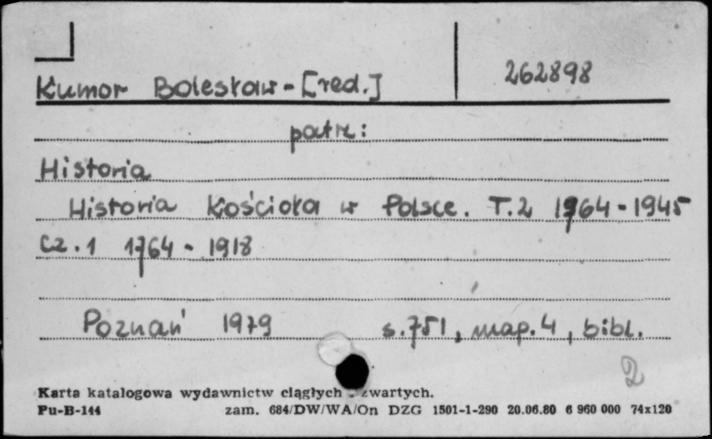 262898
Kumor Bolesław - [red.]
patrz:
Historia
Historia Kościoła w Polsce. T.2 1764-1945
Cz.1 1764-1918
Poznań 1979 s.751, map.4, bibl.
2
Karta katalogowa wydawnictw ciągłych zwartych.
Pu-B-144 zam. 684/DW/WA/On DZG 1501-1-290 20.06.80 6 960 000 74x120